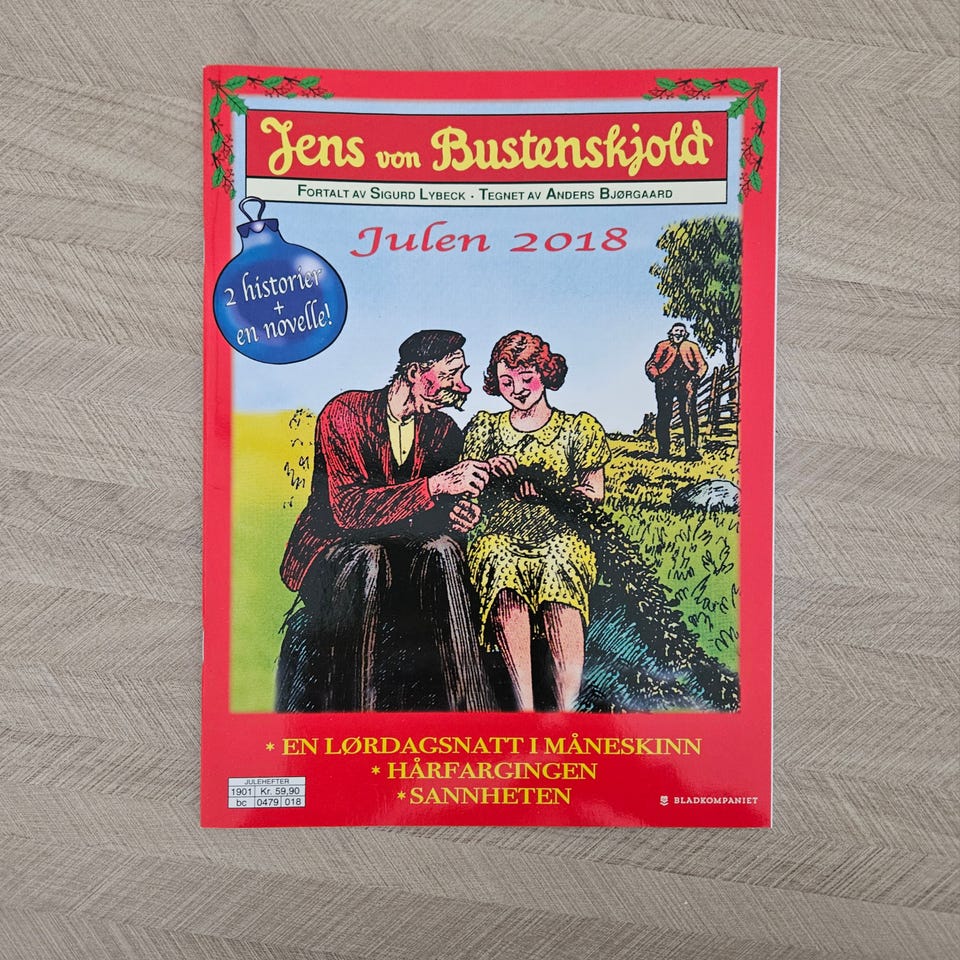 Jens von Bustenskjold
FORTALT AV SIGURD LYBECK · TEGNET AV ANDERS BJØRGAARD
Julen 2018
2 historier
+
en novelle!
* EN LØRDAGSNATT I MÅNESKINN
* HÅRFARGINGEN
* SANNHETEN
JULEHEFTER
1901 Kr. 59,90
bc 0479 018
BLADKOMPANIET